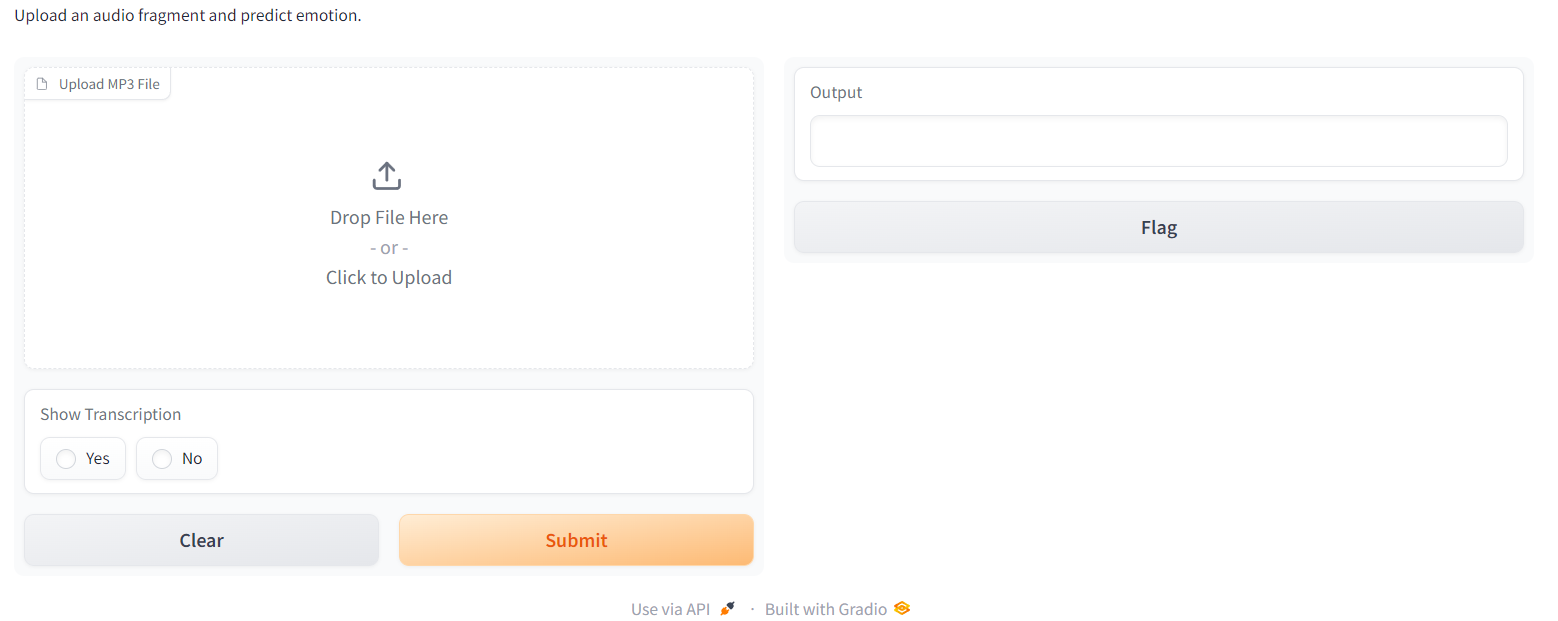 Upload an audio fragment and predict emotion.
Upload MP3 File
Drop File Here
- or -
Click to Upload
Show Transcription
Yes
No
Clear
Submit
Output
Flag
Use via API · Built with Gradio